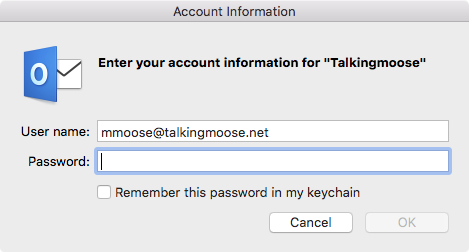 Account Information
Enter your account information for "Talkingmoose"
User name: mmoose@talkingmoose.net
Password:
Remember this password in my keychain
Cancel OK